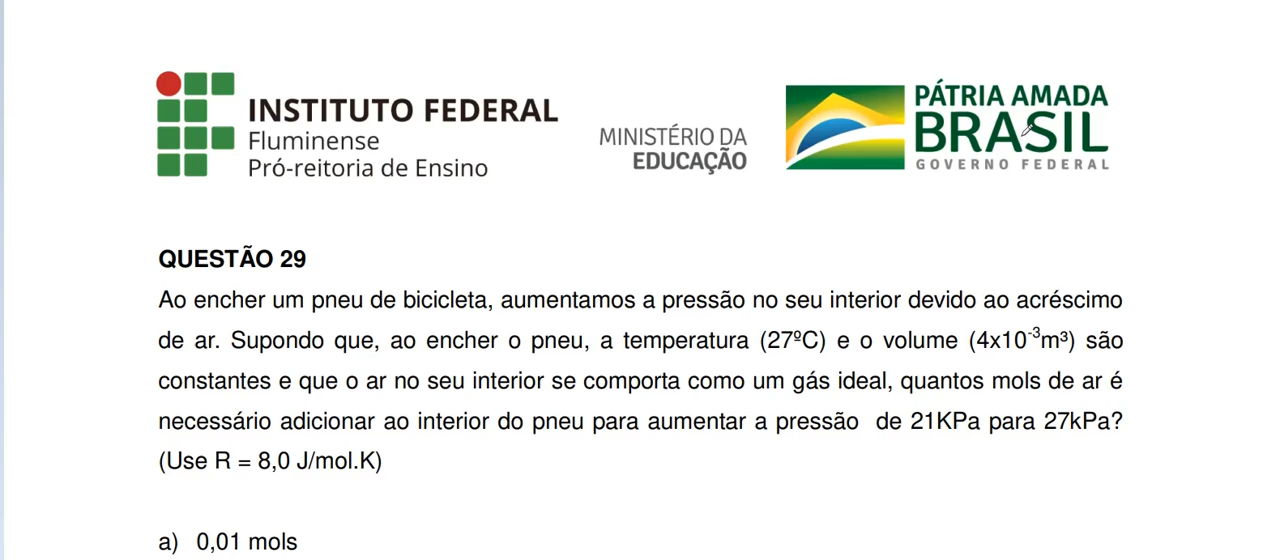 INSTITUTO FEDERAL
Fluminense
Pró-reitoria de Ensino
MINISTÉRIO DA
EDUCAÇÃO
PÁTRIA AMADA
BRASIL
GOVERNO FEDERAL
QUESTÃO 29
Ao encher um pneu de bicicleta, aumentamos a pressão no seu interior devido ao acréscimo
de ar. Supondo que, ao encher o pneu, a temperatura (27ºC) e o volume (4x10⁻³m³) são
constantes e que o ar no seu interior se comporta como um gás ideal, quantos mols de ar é
necessário adicionar ao interior do pneu para aumentar a pressão de 21KPa para 27kPa?
(Use R = 8,0 J/mol.K)
a) 0,01 mols